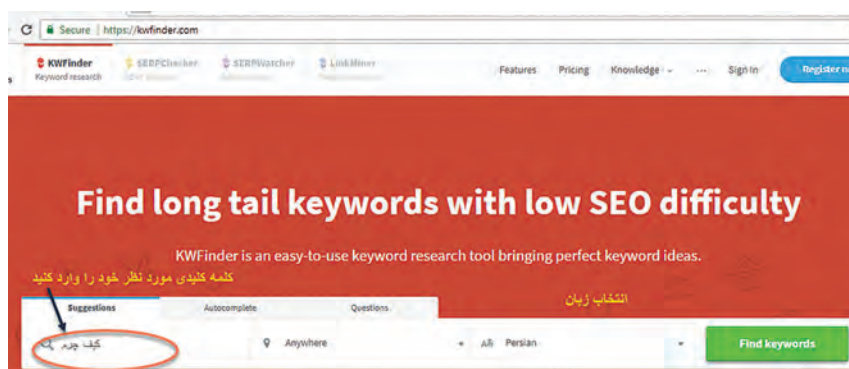 Secure | https://kwfinder.com
KWFinder SERPChecker SERPWatcher LinkMiner Features Pricing Knowledge ... Sign In Register n
Keyword research
Find long tail keywords with low SEO difficulty
KWFinder is an easy-to-use keyword research tool bringing perfect keyword ideas.
کلمه کلیدی مورد نظر خود را وارد کنید
انتخاب زبان
Suggestions Autocomplete Questions
کیف چرم Anywhere Persian Find keywords